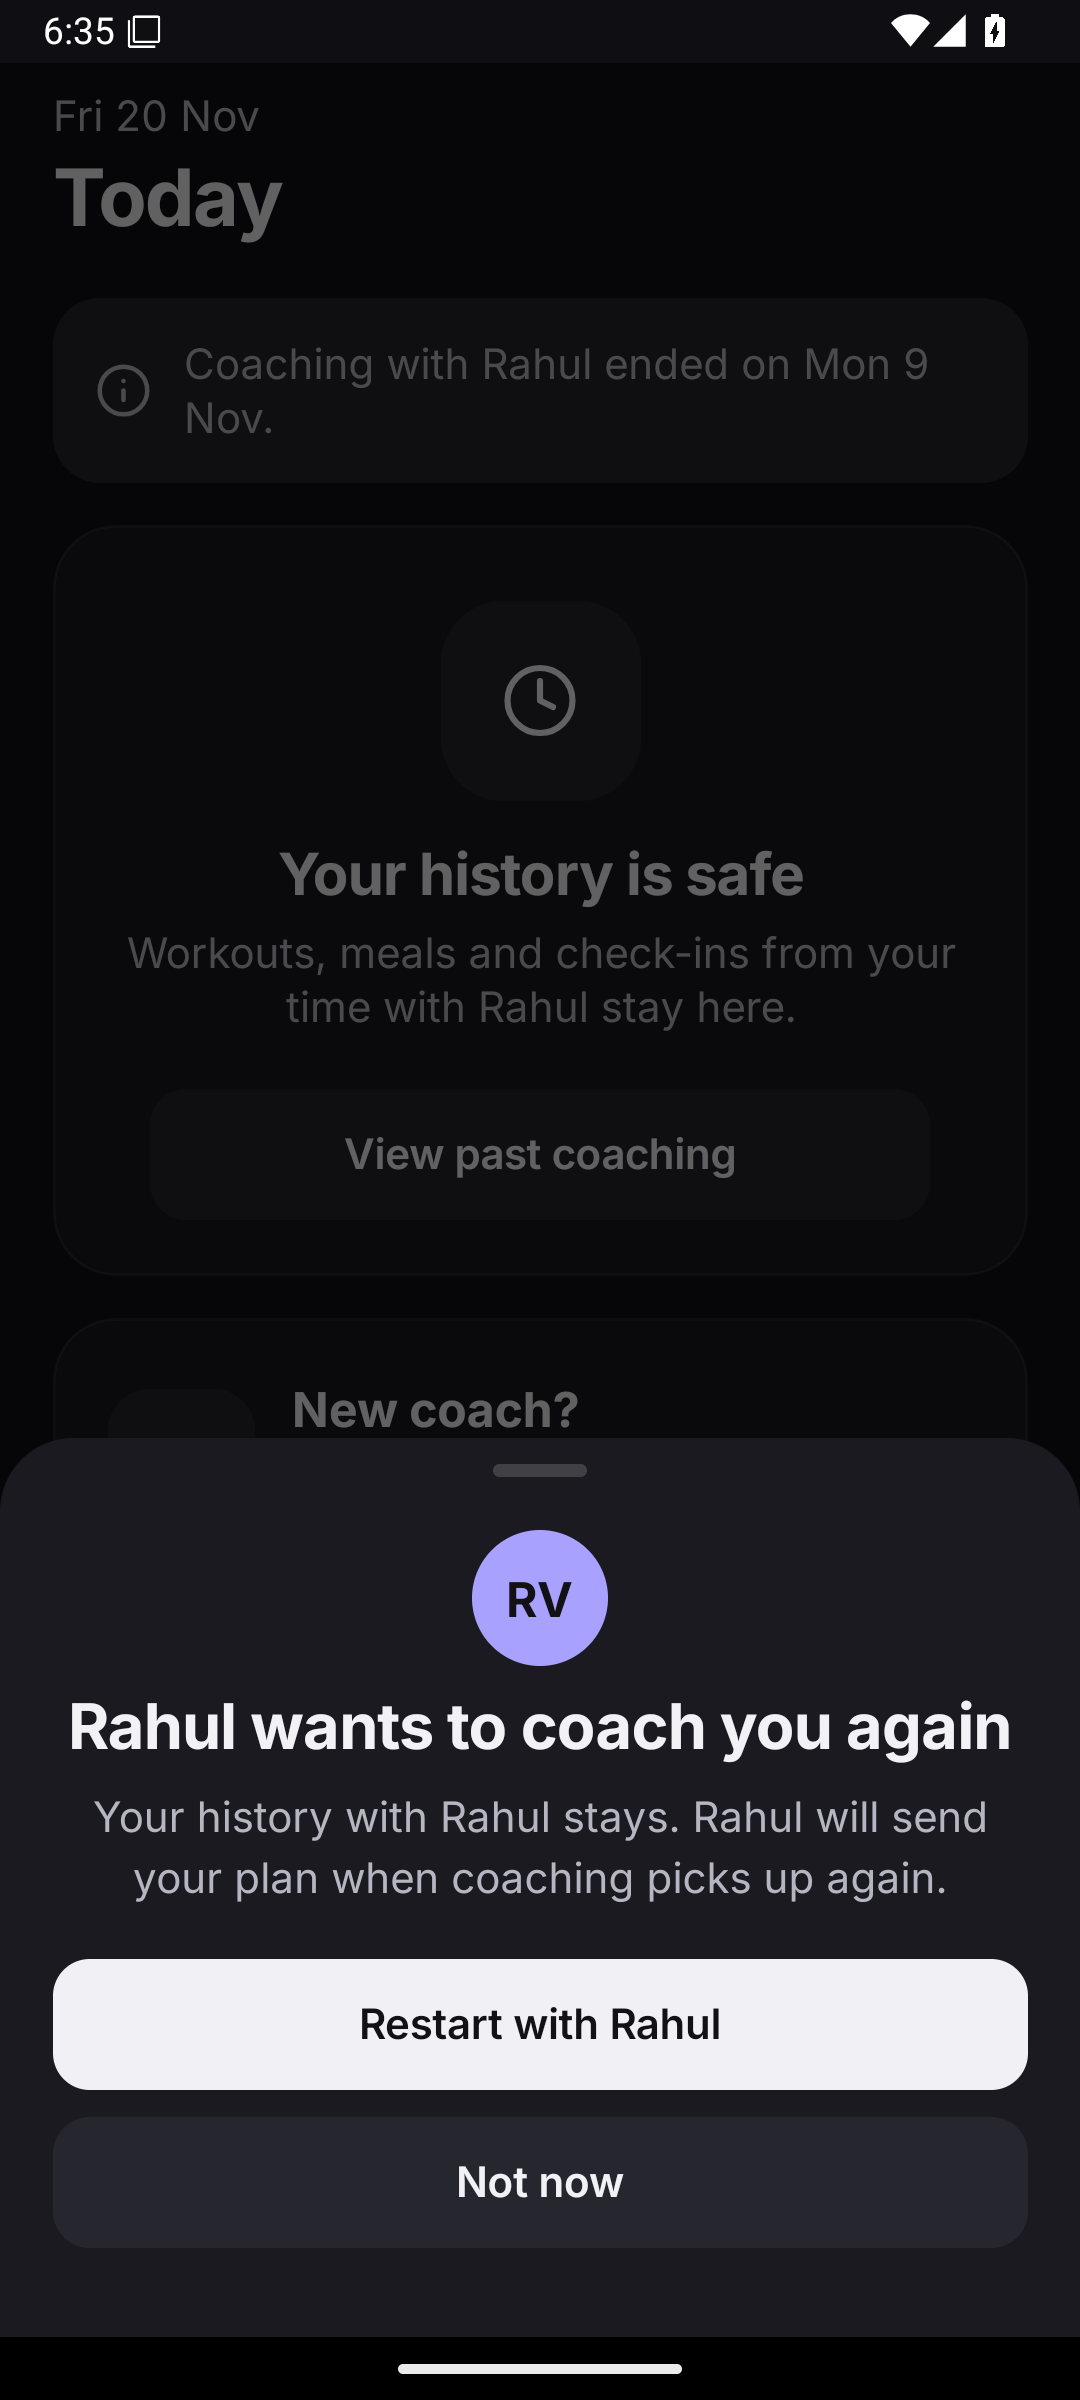 6:35
Fri 20 Nov
Today
Coaching with Rahul ended on Mon 9
Nov.
Your history is safe
Workouts, meals and check-ins from your
time with Rahul stay here.
View past coaching
New coach?
RV
Rahul wants to coach you again
Your history with Rahul stays. Rahul will send
your plan when coaching picks up again.
Restart with Rahul
Not now